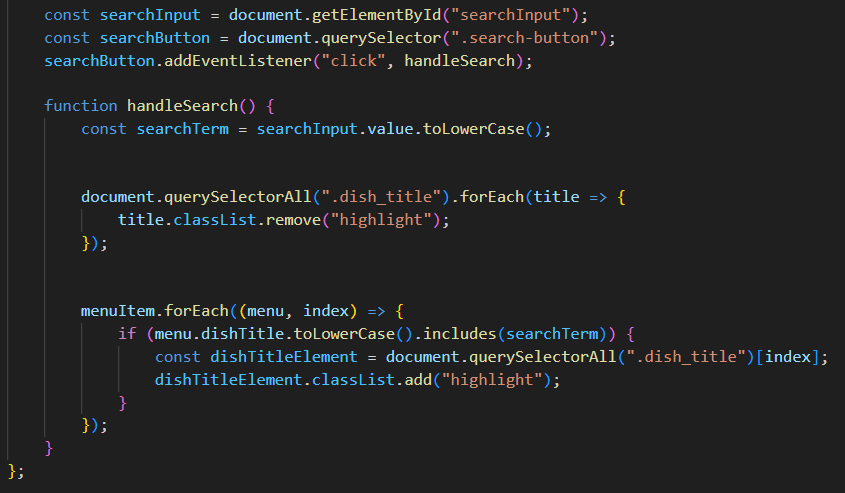 const searchInput = document.getElementById("searchInput");
const searchButton = document.querySelector(".search-button");
searchButton.addEventListener("click", handleSearch);
function handleSearch() {
const searchTerm = searchInput.value.toLowerCase();
document.querySelectorAll(".dish_title").forEach(title => {
title.classList.remove("highlight");
});
menuItem.forEach((menu, index) => {
if (menu.dishTitle.toLowerCase().includes(searchTerm)) {
const dishTitleElement = document.querySelectorAll(".dish_title")[index];
dishTitleElement.classList.add("highlight");
}
});
}
};